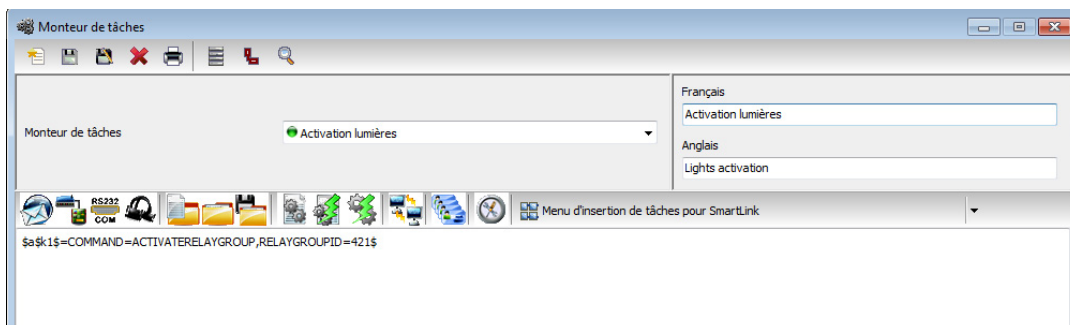 Monteur de tâches
Français
Activation lumières
Monteur de tâches
Activation lumières
Anglais
Lights activation
RS232
COM
Menu d'insertion de tâches pour SmartLink
$a$k1$=COMMAND=ACTIVATERELAYGROUP,RELAYGROUPID=421$